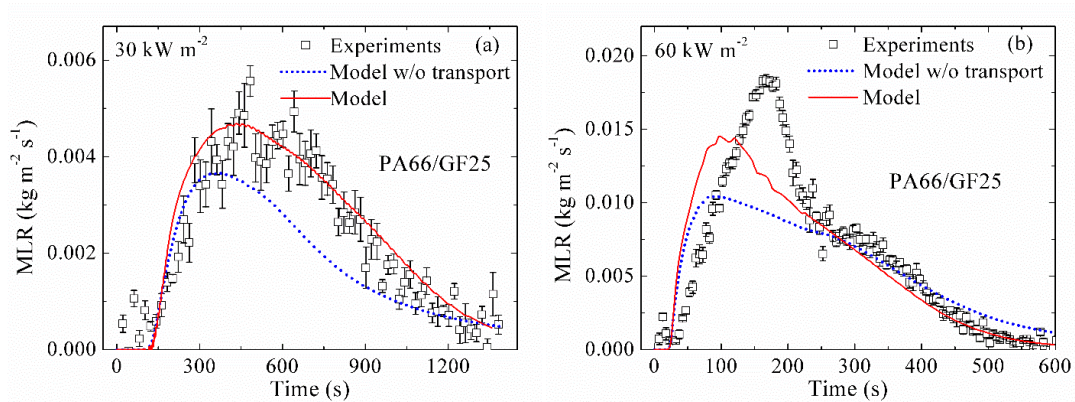 30 kW m-2
(a)
Experiments
Model w/o transport
Model
PA66/GF25
MLR (kg m-2 s-1)
0.006
0.004
0.002
0.000
0 300 600 900 1200
Time (s)
60 kW m-2
(b)
Experiments
Model w/o transport
Model
PA66/GF25
MLR (kg m-2 s-1)
0.020
0.015
0.010
0.005
0.000
0 100 200 300 400 500 600
Time (s)